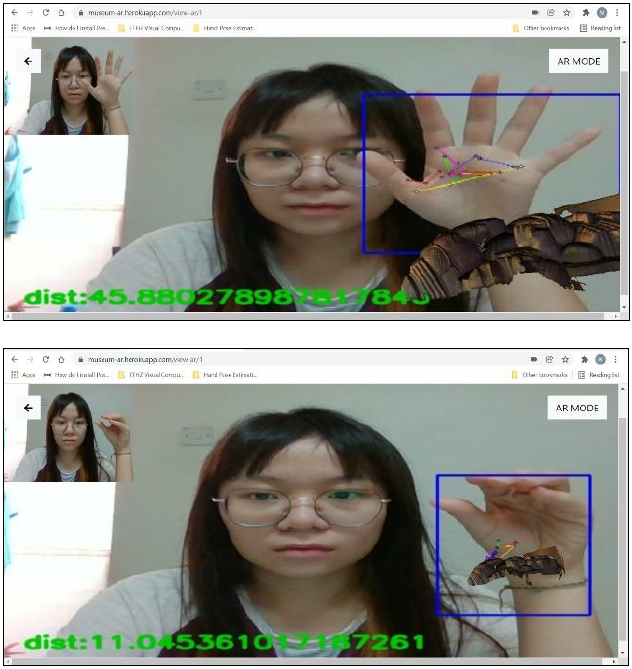 museum-ar.herokuapp.com/view-ar/1
Apps How do I install Pos... ETHZ Visual Compu... Hand Pose Estimati... Other bookmarks Reading list
AR MODE
dist:45.880278987817845
museum-ar.herokuapp.com/view-ar/1
Apps How do I install Pos... ETHZ Visual Compu... Hand Pose Estimati... Other bookmarks Reading list
AR MODE
dist:11.045361017187261